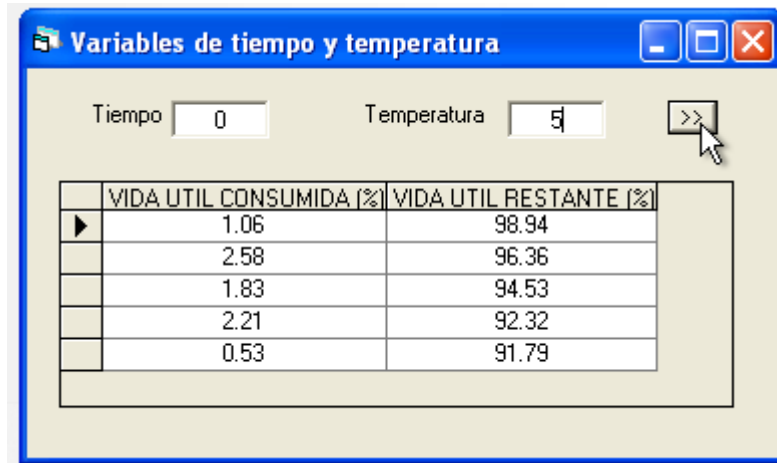 Variables de tiempo y temperatura
Tiempo 0 Temperatura 5 >>
VIDA UTIL CONSUMIDA (%) VIDA UTIL RESTANTE (%)
1.06 98.94
2.58 96.36
1.83 94.53
2.21 92.32
0.53 91.79